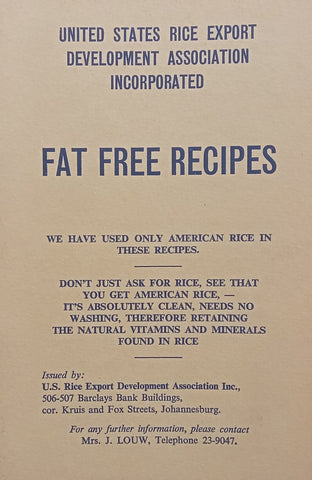 UNITED STATES RICE EXPORT
DEVELOPMENT ASSOCIATION
INCORPORATED
FAT FREE RECIPES
WE HAVE USED ONLY AMERICAN RICE IN
THESE RECIPES.
DON'T JUST ASK FOR RICE, SEE THAT
YOU GET AMERICAN RICE, —
IT'S ABSOLUTELY CLEAN, NEEDS NO
WASHING, THEREFORE RETAINING
THE NATURAL VITAMINS AND MINERALS
FOUND IN RICE
Issued by:
U.S. Rice Export Development Association Inc.,
506-507 Barclays Bank Buildings,
cor. Kruis and Fox Streets, Johannesburg.
For any further information, please contact
Mrs. J. LOUW, Telephone 23-9047.